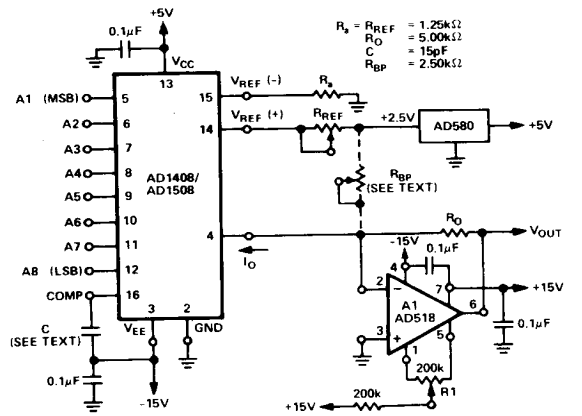 +5V
0.1µF
VCC
13
Rs = RREF = 1.25kΩ
RO = 5.00kΩ
C = 15pF
RBP = 2.50kΩ
A1 (MSB) 5
A2 6
A3 7
A4 8
A5 9
A6 10
A7 11
A8 (LSB) 12
COMP 16
AD1408/
AD1508
15 VREF (-) Rs
14 VREF (+) RREF +2.5V AD580 +5V
RBP
(SEE TEXT)
4
IO
RO
VOUT
-15V
0.1µF
4
2
7
+15V
A1
AD518
6
3
5
1
0.1µF
200k
R1
+15V 200k
C
(SEE TEXT)
3
VEE
2
GND
0.1µF
-15V